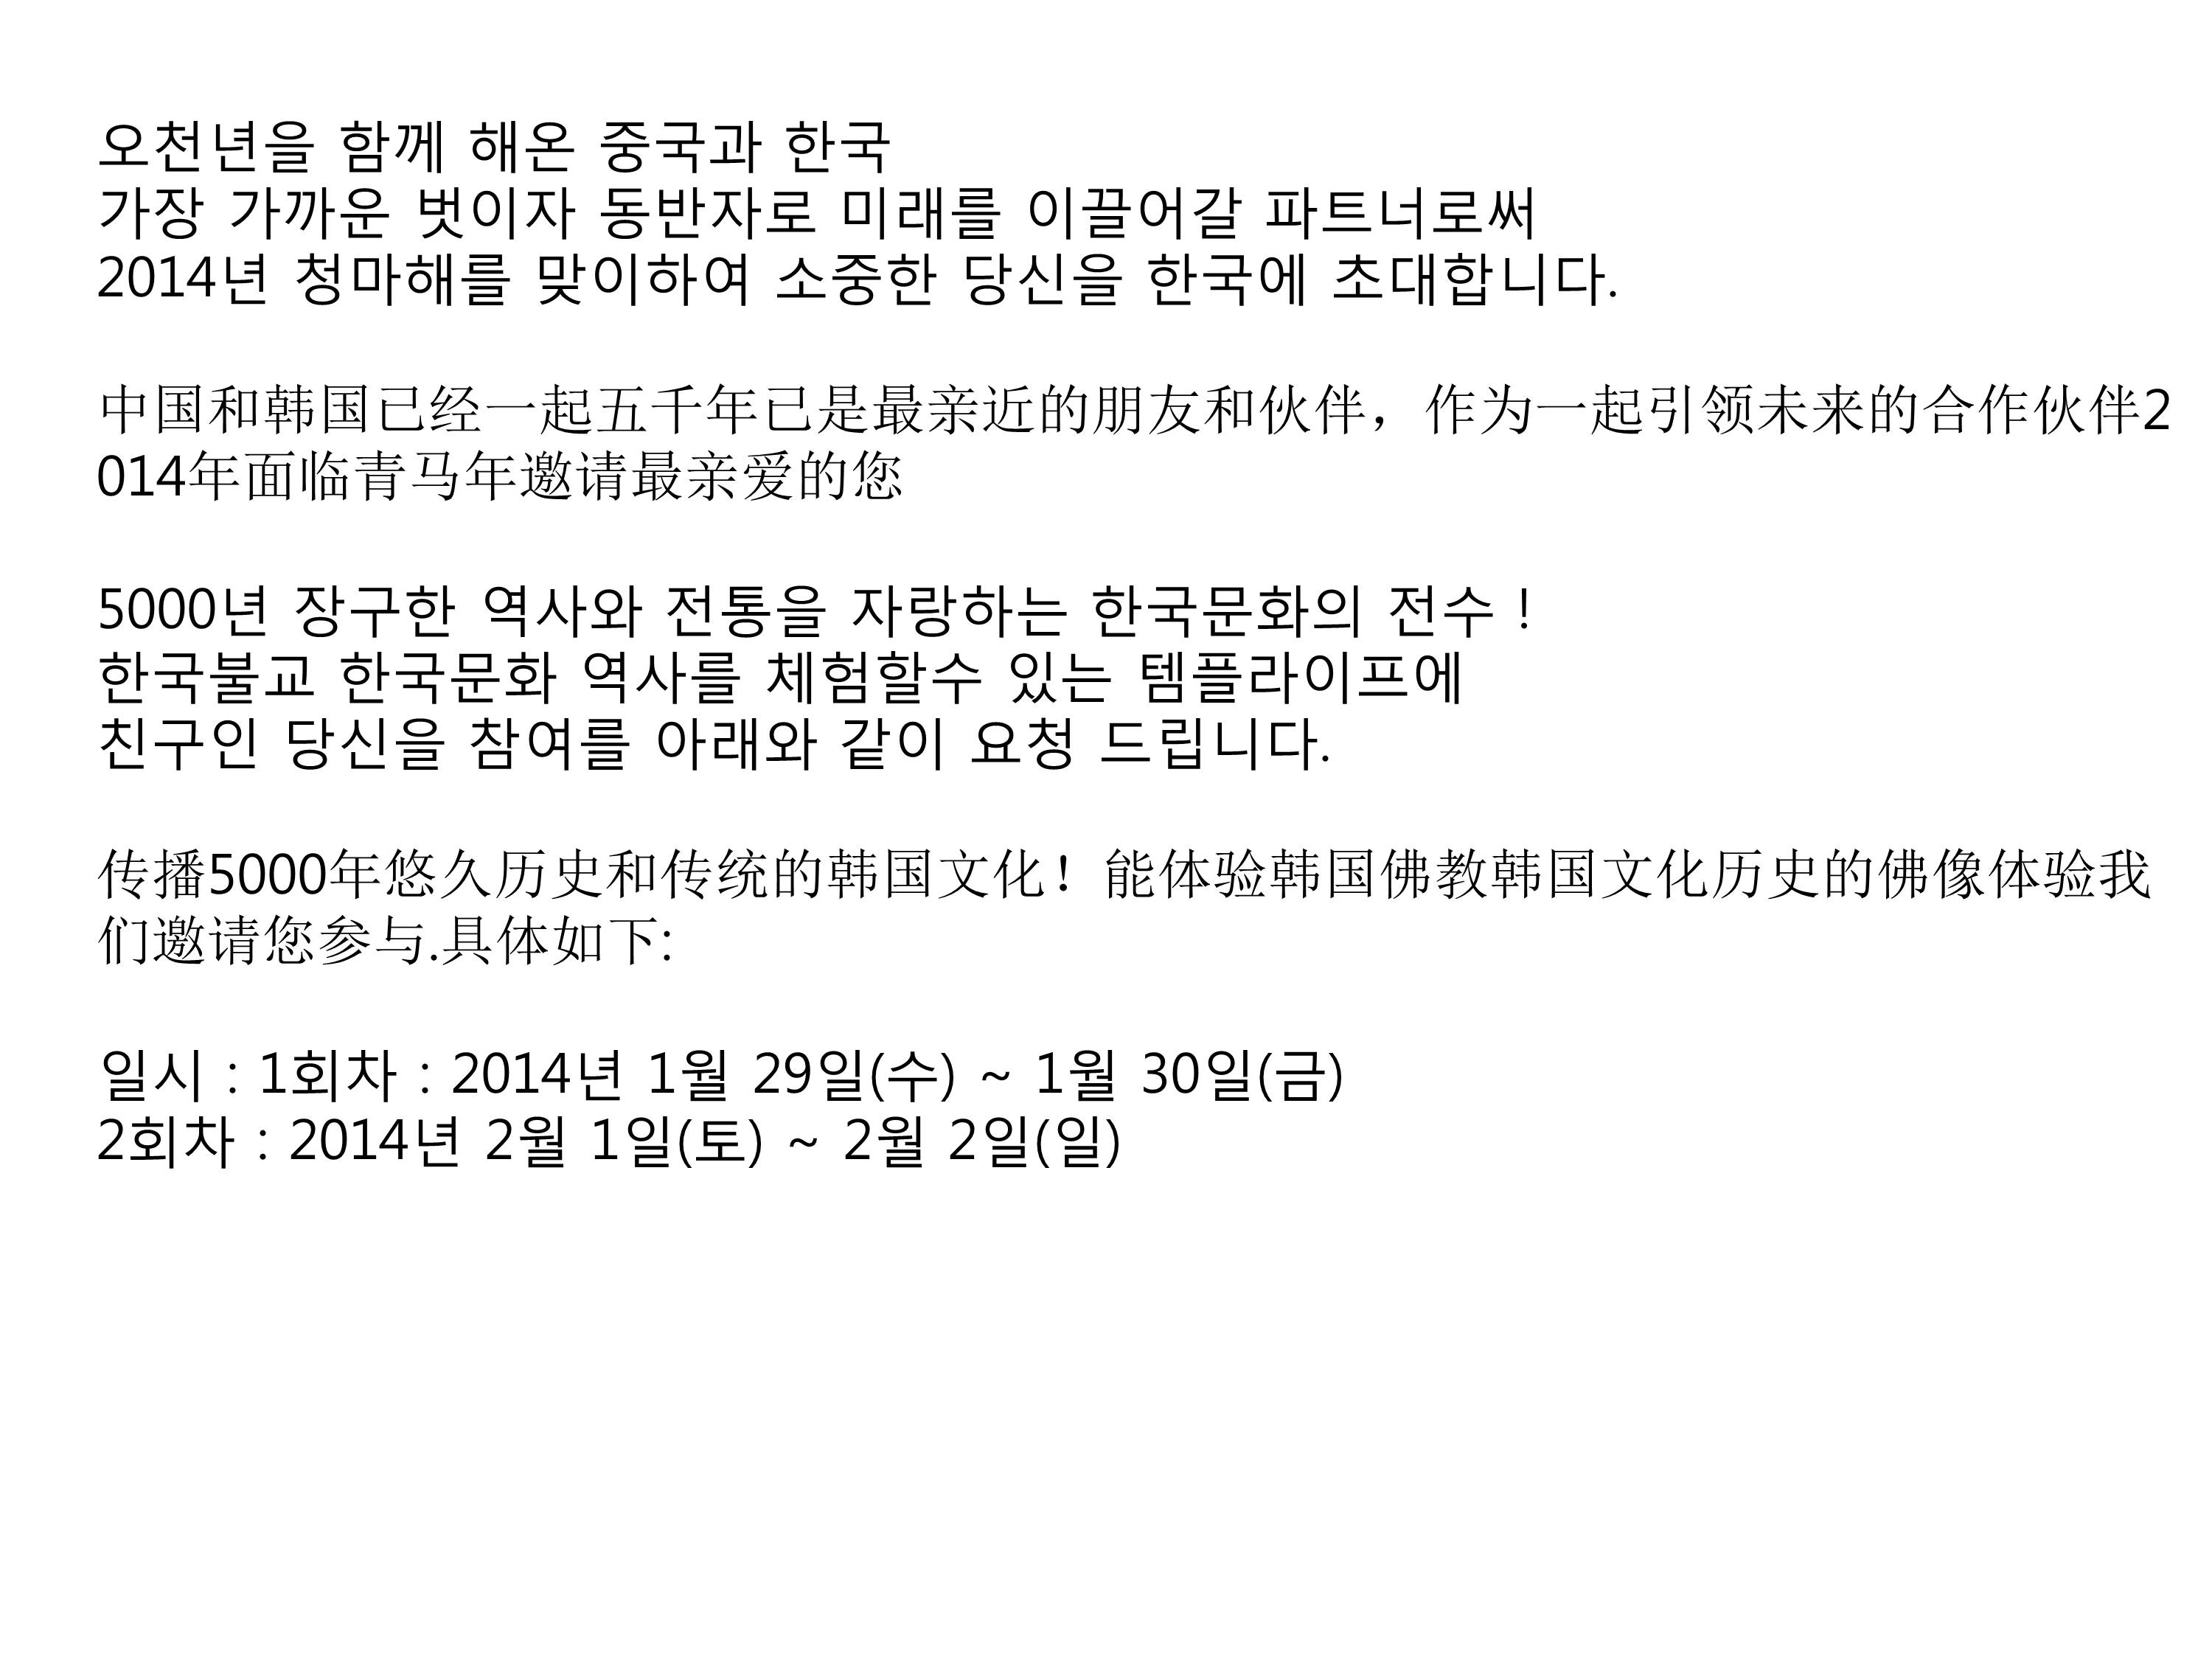 오천년을 함께 해온 중국과 한국
가장 가까운 벗이자 동반자로 미래를 이끌어갈 파트너로써
2014년 청마해를 맞이하여 소중한 당신을 한국에 초대합니다.
中国和韩国已经一起五千年已是最亲近的朋友和伙伴，作为一起引领未来的合作伙伴2
014年面临青马年邀请最亲爱的您
5000년 장구한 역사와 전통을 자랑하는 한국문화의 전수 !
한국불교 한국문화 역사를 체험할수 있는 템플라이프에
친구인 당신을 참여를 아래와 같이 요청 드립니다.
传播5000年悠久历史和传统的韩国文化！能体验韩国佛教韩国文化历史的佛像体验我
们邀请您参与.具体如下:
일시 : 1회차 : 2014년 1월 29일(수) ~ 1월 30일(금)
2회차 : 2014년 2월 1일(토) ~ 2월 2일(일)